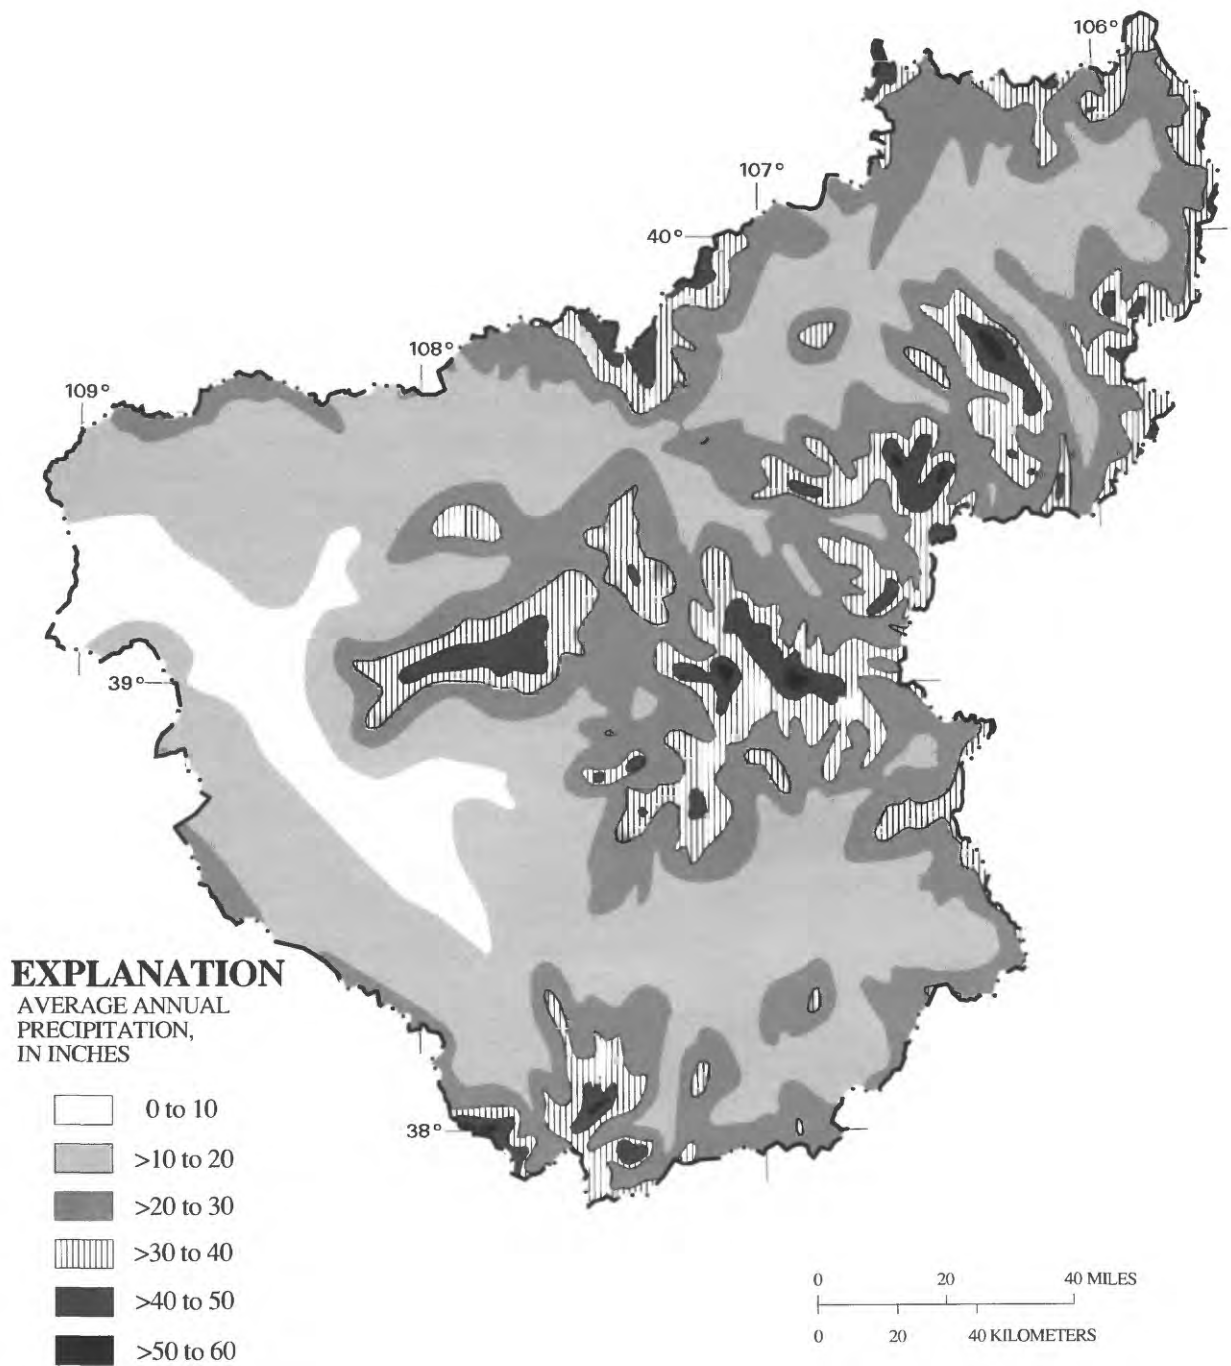 106°
107°
40°
108°
109°
39°
EXPLANATION
AVERAGE ANNUAL
PRECIPITATION,
IN INCHES
0 to 10
38°
>10 to 20
>20 to 30
>30 to 40
>40 to 50
>50 to 60
0 20 40 MILES
0 20 40 KILOMETERS